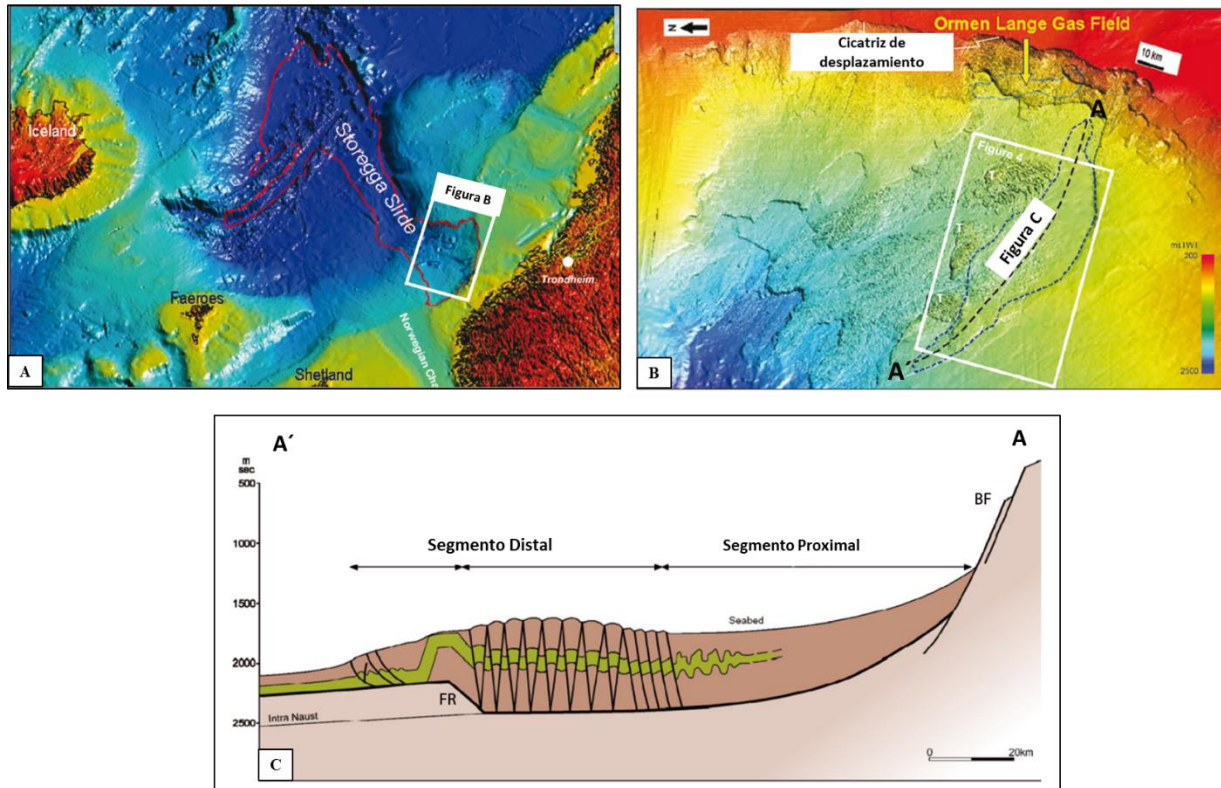 Iceland
Storegga Slide
Figura B
Trondheim
Faeroes
Norwegian Cha
Shetland
A
N
Ormen Lange Gas Field
Cicatriz de
desplazamiento
10 km
A
Figure 4
Figura C
A´
ms TWT
200
2500
B
A´
A
m
sec
500
1000
1500
2000
2500
BF
Segmento Distal
Segmento Proximal
Seabed
FR
Intra Naust
0
20km
C